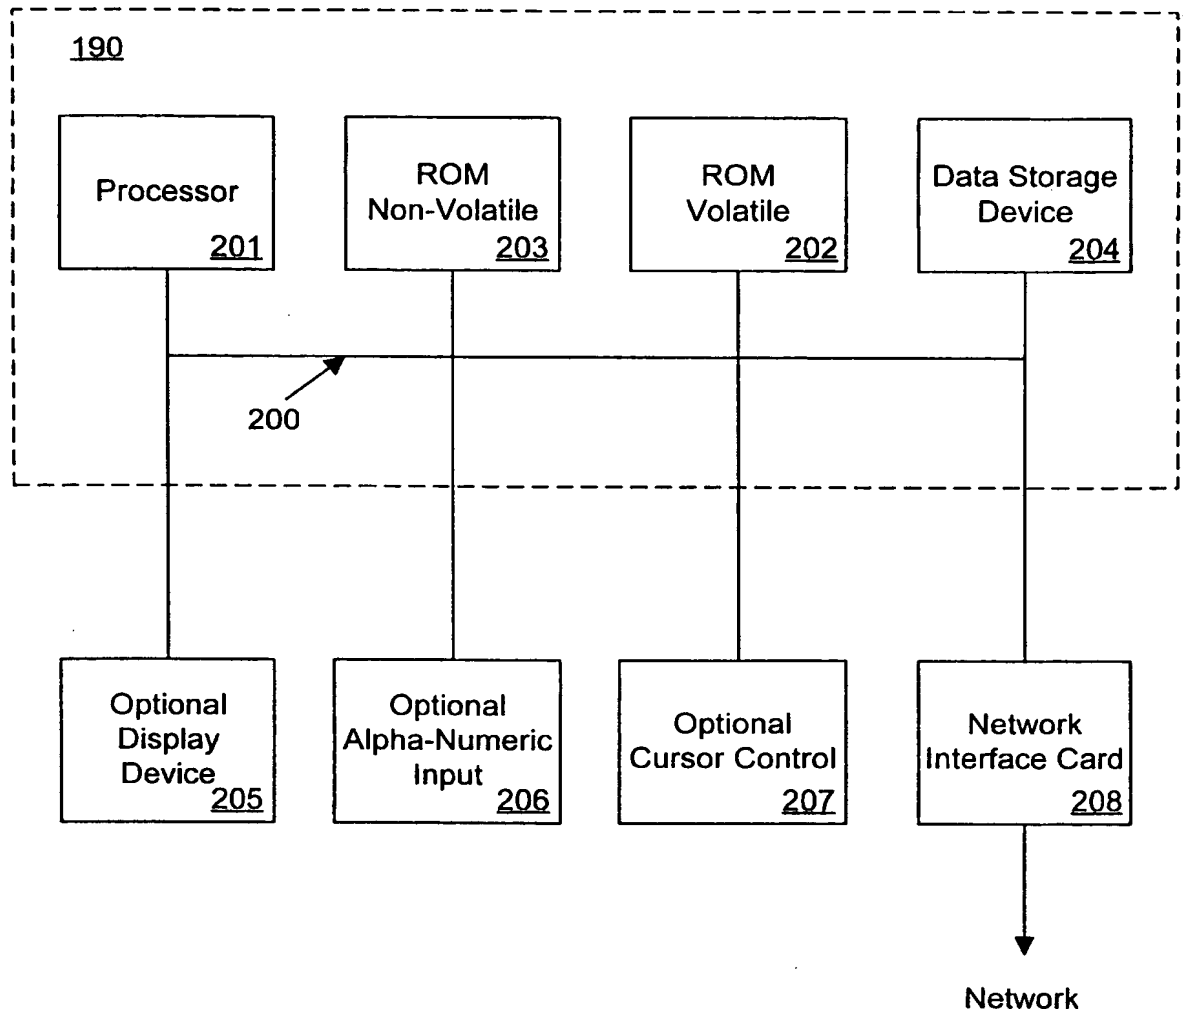 190
Processor
201
ROM
Non-Volatile
203
ROM
Volatile
202
Data Storage
Device
204
200
Optional
Display
Device
205
Optional
Alpha-Numeric
Input
206
Optional
Cursor Control
207
Network
Interface Card
208
Network